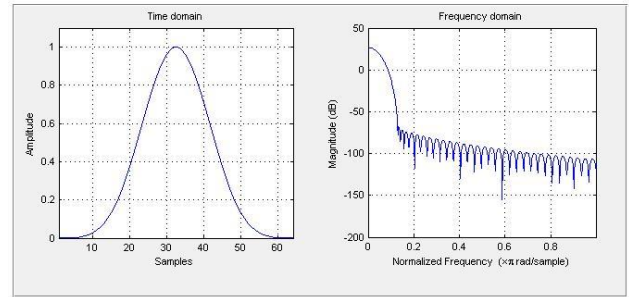 Time domain
1
0.8
0.6
0.4
0.2
0
10 20 30 40 50 60
Samples
Amplitude
Frequency domain
50
0
-50
-100
-150
-200
0 0.2 0.4 0.6 0.8
Normalized Frequency (×π rad/sample)
Magnitude (dB)